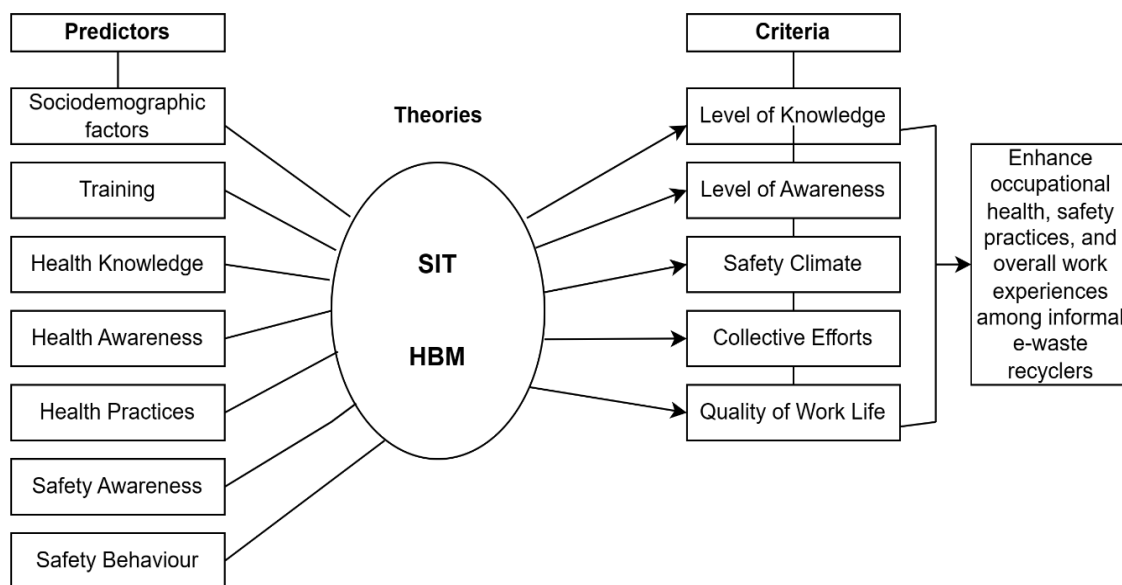 Predictors
Sociodemographic
factors
Training
Health Knowledge
Health Awareness
Health Practices
Safety Awareness
Safety Behaviour
Theories
SIT
HBM
Criteria
Level of Knowledge
Level of Awareness
Safety Climate
Collective Efforts
Quality of Work Life
Enhance
occupational
health, safety
practices, and
overall work
experiences
among informal
e-waste
recyclers